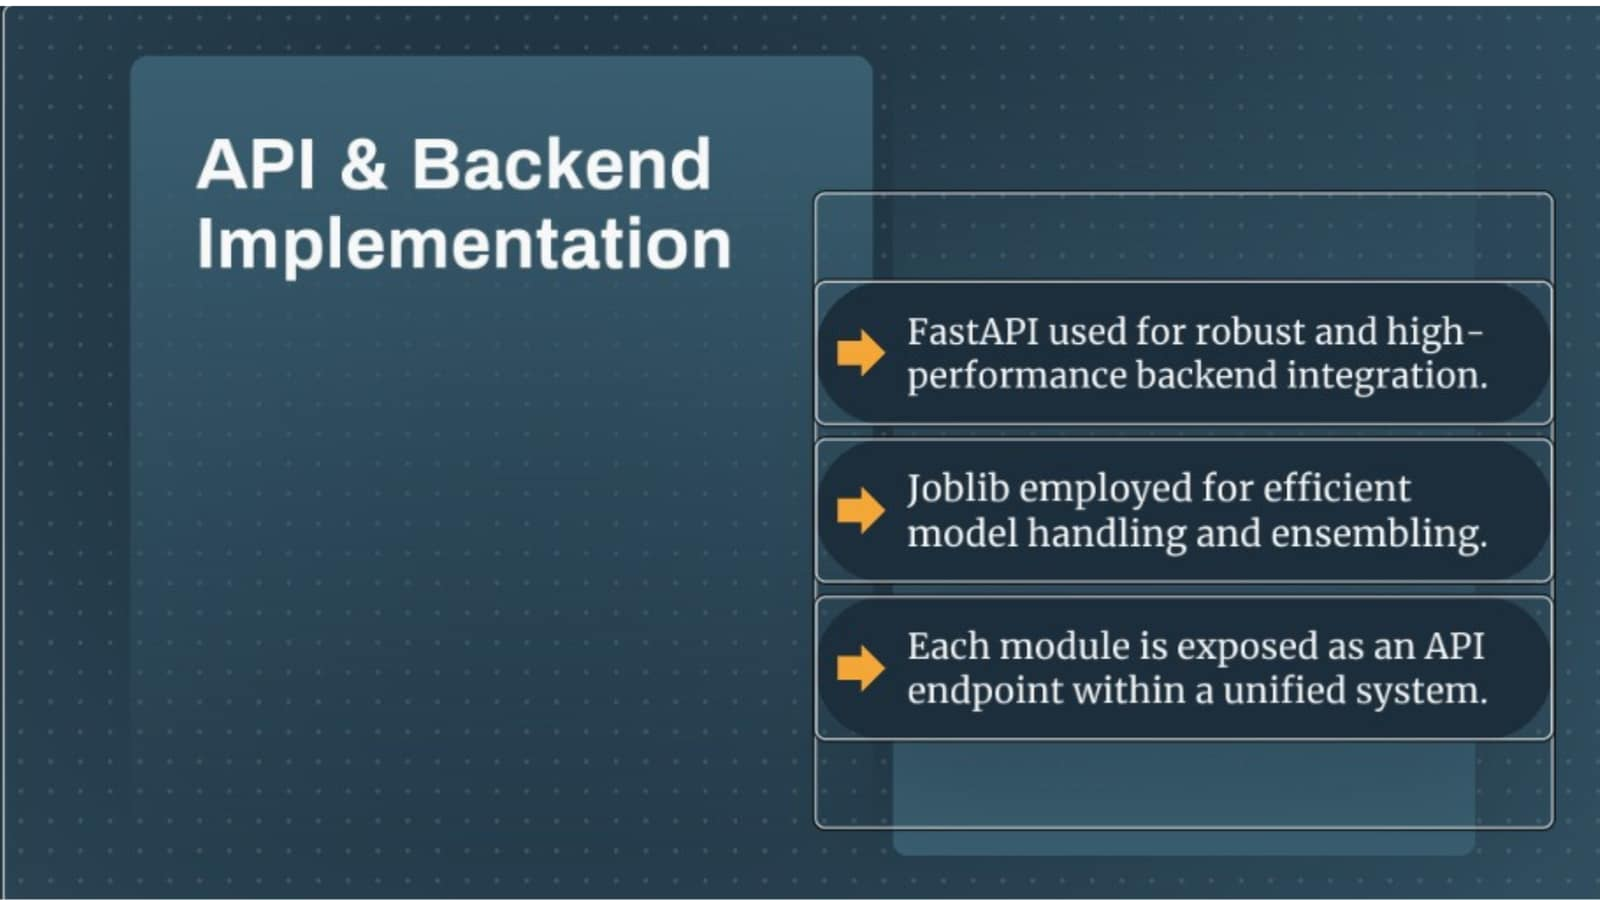 API & Backend
Implementation
FastAPI used for robust and high-
performance backend integration.
Joblib employed for efficient
model handling and ensembling.
Each module is exposed as an API
endpoint within a unified system.